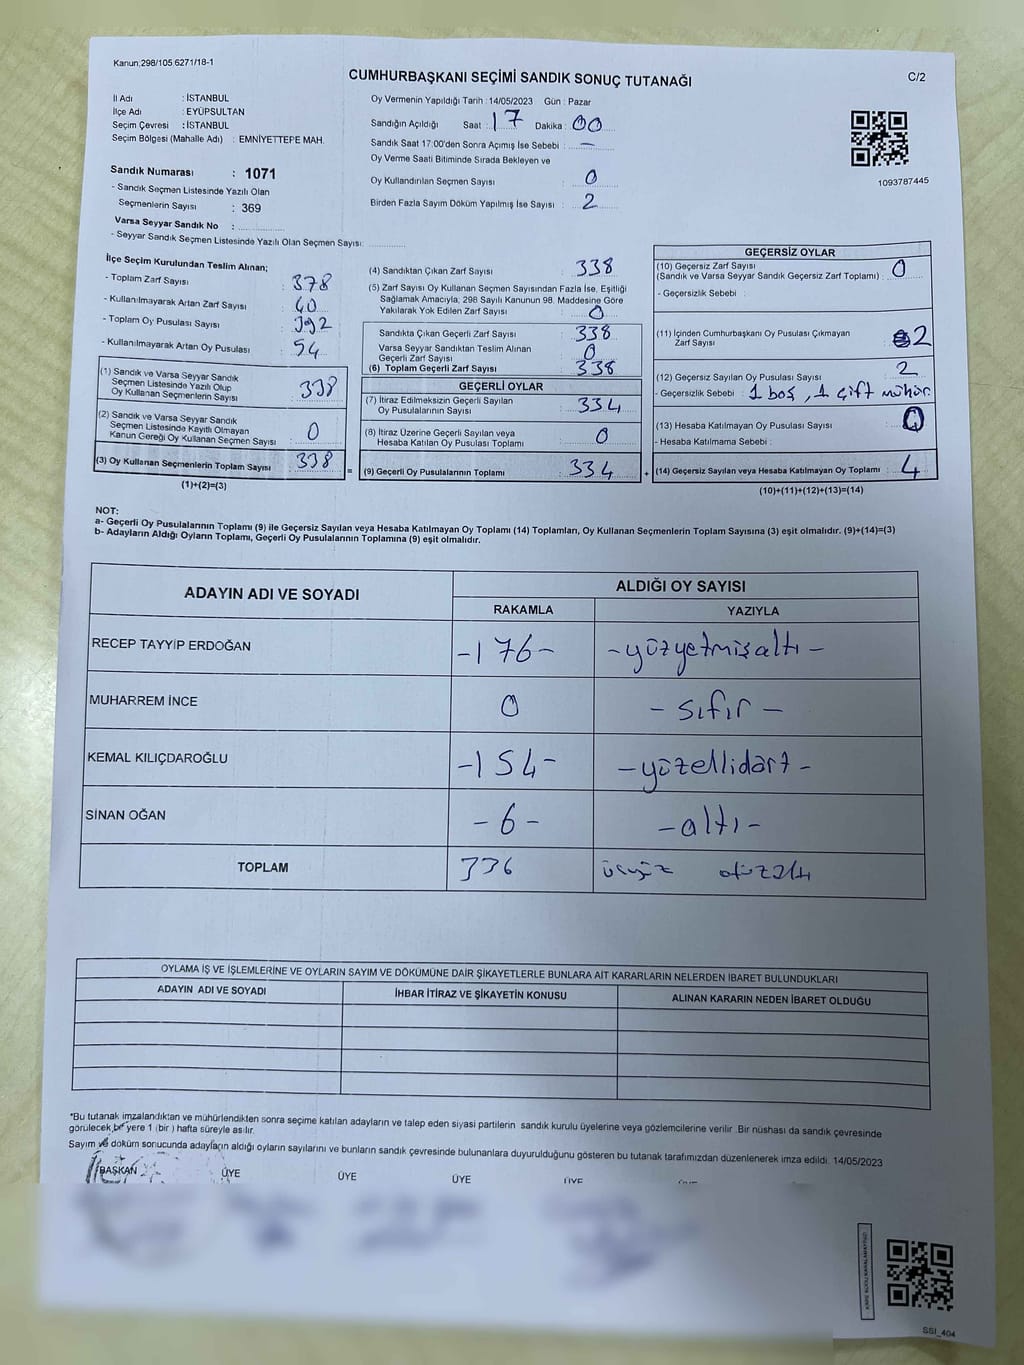 Kanun;298/105 6271/18-1
CUMHURBAŞKANI SEÇİMİ SANDIK SONUÇ TUTANAĞI
C/2
İl Adı : İSTANBUL
İlçe Adı : EYÜPSULTAN
Seçim Çevresi : İSTANBUL
Seçim Bölgesi (Mahalle Adı) : EMNİYETTEPE MAH.
Sandık Numarası : 1071
- Sandık Seçmen Listesinde Yazılı Olan
Seçmenlerin Sayısı : 369
Varsa Seyyar Sandık No :
- Seyyar Sandık Seçmen Listesinde Yazılı Olan Seçmen Sayısı:
Oy Vermenin Yapıldığı Tarih : 14/05/2023 Gün : Pazar
Sandığın Açıldığı Saat : 17 Dakika : 00
Sandık Saat 17:00'den Sonra Açımış İse Sebebi : —
Oy Verme Saati Bitiminde Sırada Bekleyen ve
Oy Kullandırılan Seçmen Sayısı : 0
Birden Fazla Sayım Döküm Yapılmış İse Sayısı : 2
1093787445
İlçe Seçim Kurulundan Teslim Alınan;
- Toplam Zarf Sayısı : 378
- Kullanılmayarak Artan Zarf Sayısı : 40
- Toplam Oy Pusulası Sayısı : 392
- Kullanılmayarak Artan Oy Pusulası : 54
(1) Sandık ve Varsa Seyyar Sandık
Seçmen Listesinde Yazılı Olup
Oy Kullanan Seçmenlerin Sayısı : 338
(2) Sandık ve Varsa Seyyar Sandık
Seçmen Listesinde Kayıtlı Olmayan
Kanun Gereği Oy Kullanan Seçmen Sayısı : 0
(3) Oy Kullanan Seçmenlerin Toplam Sayısı : 338
(1)+(2)=(3)
(4) Sandıktan Çıkan Zarf Sayısı : 338
(5) Zarf Sayısı Oy Kullanan Seçmen Sayısından Fazla İse, Eşitliği
Sağlamak Amacıyla, 298 Sayılı Kanunun 98. Maddesine Göre
Yakılarak Yok Edilen Zarf Sayısı : 0
Sandıkta Çıkan Geçerli Zarf Sayısı : 338
Varsa Seyyar Sandıktan Teslim Alınan
Geçerli Zarf Sayısı : 0
(6) Toplam Geçerli Zarf Sayısı : 338
GEÇERLİ OYLAR
(7) İtiraz Edilmeksizin Geçerli Sayılan
Oy Pusulalarının Sayısı : 334
(8) İtiraz Üzerine Geçerli Sayılan veya
Hesaba Katılan Oy Pusulası Toplamı : 0
= (9) Geçerli Oy Pusulalarının Toplamı : 334
GEÇERSİZ OYLAR
(10) Geçersiz Zarf Sayısı
(Sandık ve Varsa Seyyar Sandık Geçersiz Zarf Toplamı) : 0
- Geçersizlik Sebebi :
(11) İçinden Cumhurbaşkanı Oy Pusulası Çıkmayan
Zarf Sayısı : 2
(12) Geçersiz Sayılan Oy Pusulası Sayısı : 2
- Geçersizlik Sebebi : 1 boş , 1 çift mühür.
(13) Hesaba Katılmayan Oy Pusulası Sayısı : 0
- Hesaba Katılmama Sebebi :
+ (14) Geçersiz Sayılan veya Hesaba Katılmayan Oy Toplamı : 4
(10)+(11)+(12)+(13)=(14)
NOT:
a- Geçerli Oy Pusulalarının Toplamı (9) ile Geçersiz Sayılan veya Hesaba Katılmayan Oy Toplamı (14) Toplamları, Oy Kullanan Seçmenlerin Toplam Sayısına (3) eşit olmalıdır. (9)+(14)=(3)
b- Adayların Aldığı Oyların Toplamı, Geçerli Oy Pusulalarının Toplamına (9) eşit olmalıdır.
ADAYIN ADI VE SOYADI
ALDIĞI OY SAYISI
RAKAMLA YAZIYLA
RECEP TAYYİP ERDOĞAN -176- -yüzyetmişaltı-
MUHARREM İNCE 0 -sıfır-
KEMAL KILIÇDAROĞLU -154- -yüzellidört-
SİNAN OĞAN -6- -altı-
TOPLAM 336 üçyüz otuzaltı
OYLAMA İŞ VE İŞLEMLERİNE VE OYLARIN SAYIM VE DÖKÜMÜNE DAİR ŞİKAYETLERLE BUNLARA AİT KARARLARIN NELERDEN İBARET BULUNDUKLARI
ADAYIN ADI VE SOYADI İHBAR İTİRAZ VE ŞİKAYETİN KONUSU ALINAN KARARIN NEDEN İBARET OLDUĞU
*Bu tutanak imzalandıktan ve mühürlendikten sonra seçime katılan adayların ve talep eden siyasi partilerin sandık kurulu üyelerine veya gözlemcilerine verilir .Bir nüshası da sandık çevresinde
görülecek bir yere 1 (bir ) hafta süreyle asılır.
Sayım ve döküm sonucunda adayların aldığı oyların sayılarını ve bunların sandık çevresinde bulunanlara duyurulduğunu gösteren bu tutanak tarafımızdan düzenlenerek imza edildi. 14/05/2023
BAŞKAN ÜYE ÜYE ÜYE ÜYE
SSI_404